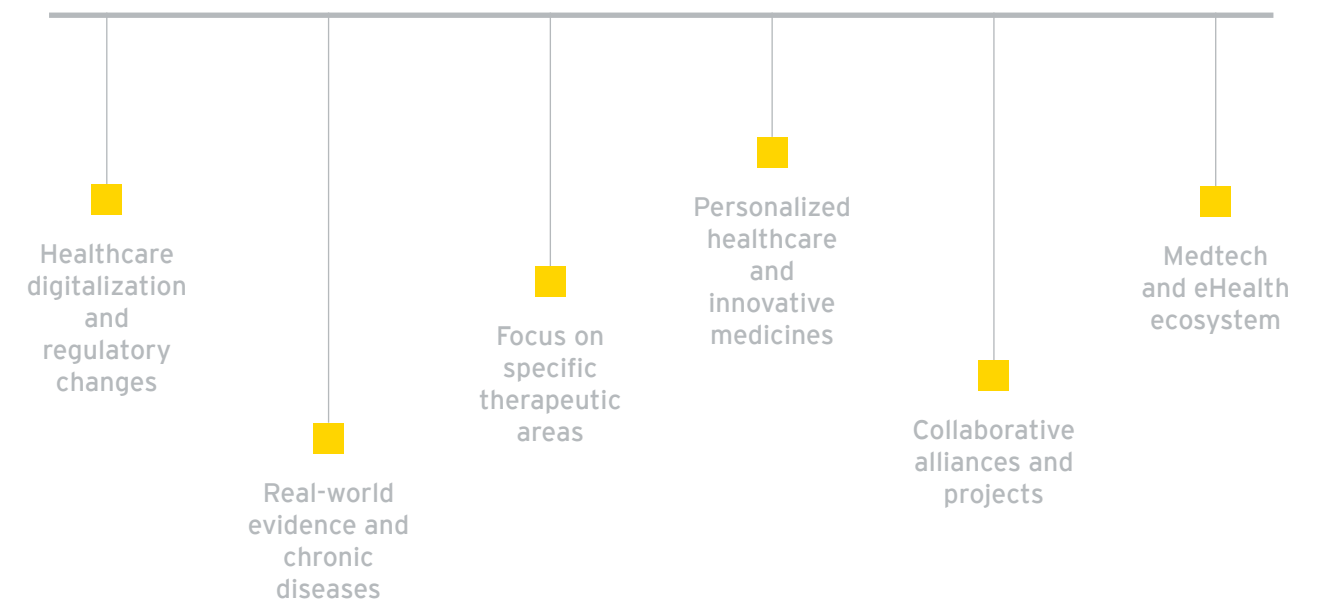 Healthcare
digitalization
and
regulatory
changes
Real-world
evidence and
chronic
diseases
Focus on
specific
therapeutic
areas
Personalized
healthcare
and
innovative
medicines
Collaborative
alliances and
projects
Medtech
and eHealth
ecosystem